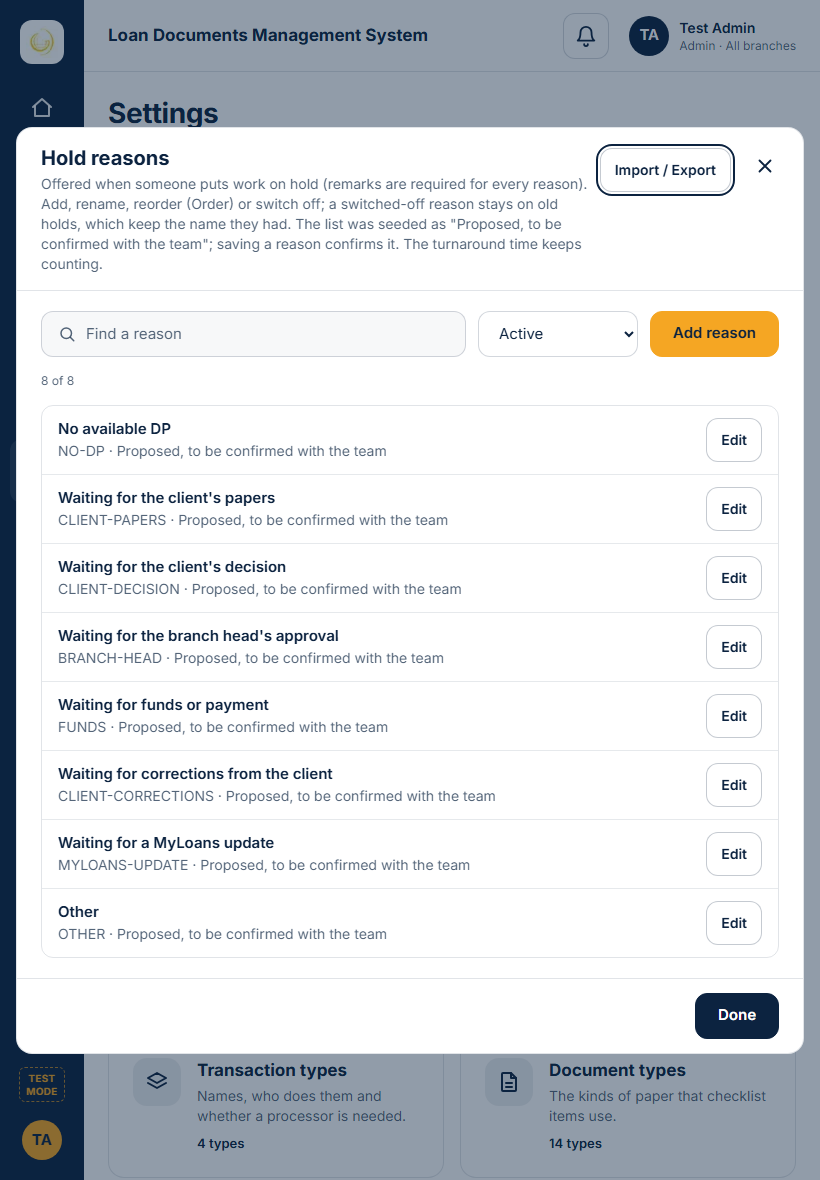 Loan Documents Management System
TA
Test Admin
Admin · All branches
Settings
Hold reasons
Offered when someone puts work on hold (remarks are required for every reason).
Add, rename, reorder (Order) or switch off; a switched-off reason stays on old
holds, which keep the name they had. The list was seeded as "Proposed, to be
confirmed with the team"; saving a reason confirms it. The turnaround time keeps
counting.
Import / Export
Find a reason
Active
Add reason
8 of 8
No available DP
NO-DP · Proposed, to be confirmed with the team
Edit
Waiting for the client's papers
CLIENT-PAPERS · Proposed, to be confirmed with the team
Edit
Waiting for the client's decision
CLIENT-DECISION · Proposed, to be confirmed with the team
Edit
Waiting for the branch head's approval
BRANCH-HEAD · Proposed, to be confirmed with the team
Edit
Waiting for funds or payment
FUNDS · Proposed, to be confirmed with the team
Edit
Waiting for corrections from the client
CLIENT-CORRECTIONS · Proposed, to be confirmed with the team
Edit
Waiting for a MyLoans update
MYLOANS-UPDATE · Proposed, to be confirmed with the team
Edit
Other
OTHER · Proposed, to be confirmed with the team
Edit
Done
TEST
MODE
TA
Transaction types
Names, who does them and
whether a processor is needed.
4 types
Document types
The kinds of paper that checklist
items use.
14 types